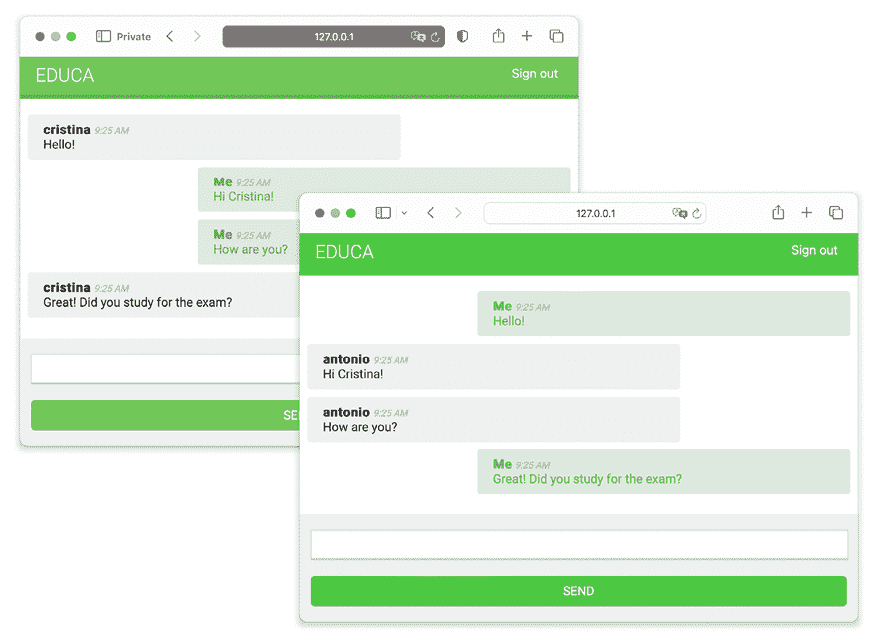 Private
127.0.0.1
EDUCA
Sign out
cristina 9:25 AM
Hello!
Me 9:25 AM
Hi Cristina!
Me 9:25 AM
How are you?
cristina 9:25 AM
Great! Did you study for the exam?
SE
127.0.0.1
EDUCA
Sign out
Me 9:25 AM
Hello!
antonio 9:25 AM
Hi Cristina!
antonio 9:25 AM
How are you?
Me 9:25 AM
Great! Did you study for the exam?
SEND